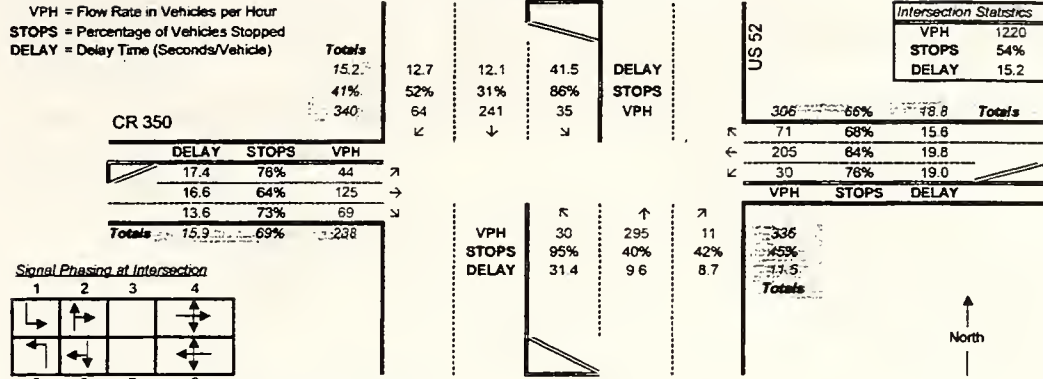 VPH = Flow Rate in Vehicles per Hour
STOPS = Percentage of Vehicles Stopped
DELAY = Delay Time (Seconds/Vehicle)
Totals
15.2 12.7 12.1 41.5 DELAY
41% 52% 31% 86% STOPS
340 64 241 35 VPH
↙ ↓ ↘
US 52
Intersection Statistics
VPH 1220
STOPS 54%
DELAY 15.2
CR 350
DELAY STOPS VPH
17.4 76% 44 ↗
16.6 64% 125 →
13.6 73% 69 ↘
Totals 15.9 69% 238
306 66% 18.8 Totals
↖ 71 68% 15.6
← 205 64% 19.8
↙ 30 76% 19.0
VPH STOPS DELAY
↖ ↑ ↗
VPH 30 295 11 336
STOPS 95% 40% 42% 45%
DELAY 31.4 9.6 8.7 11.5
Totals
Signal Phasing at Intersection
1 2 3 4
North